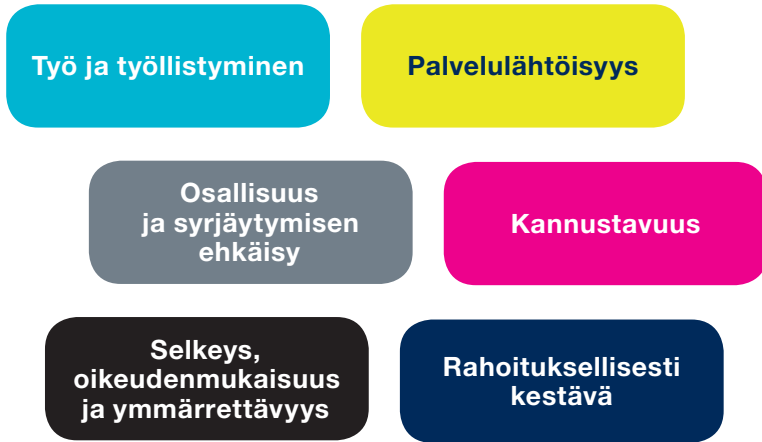 Työ ja työllistyminen
Palvelulähtöisyys
Osallisuus
ja syrjäytymisen
ehkäisy
Kannustavuus
Selkeys,
oikeudenmukaisuus
ja ymmärrettävyys
Rahoituksellisesti
kestävä